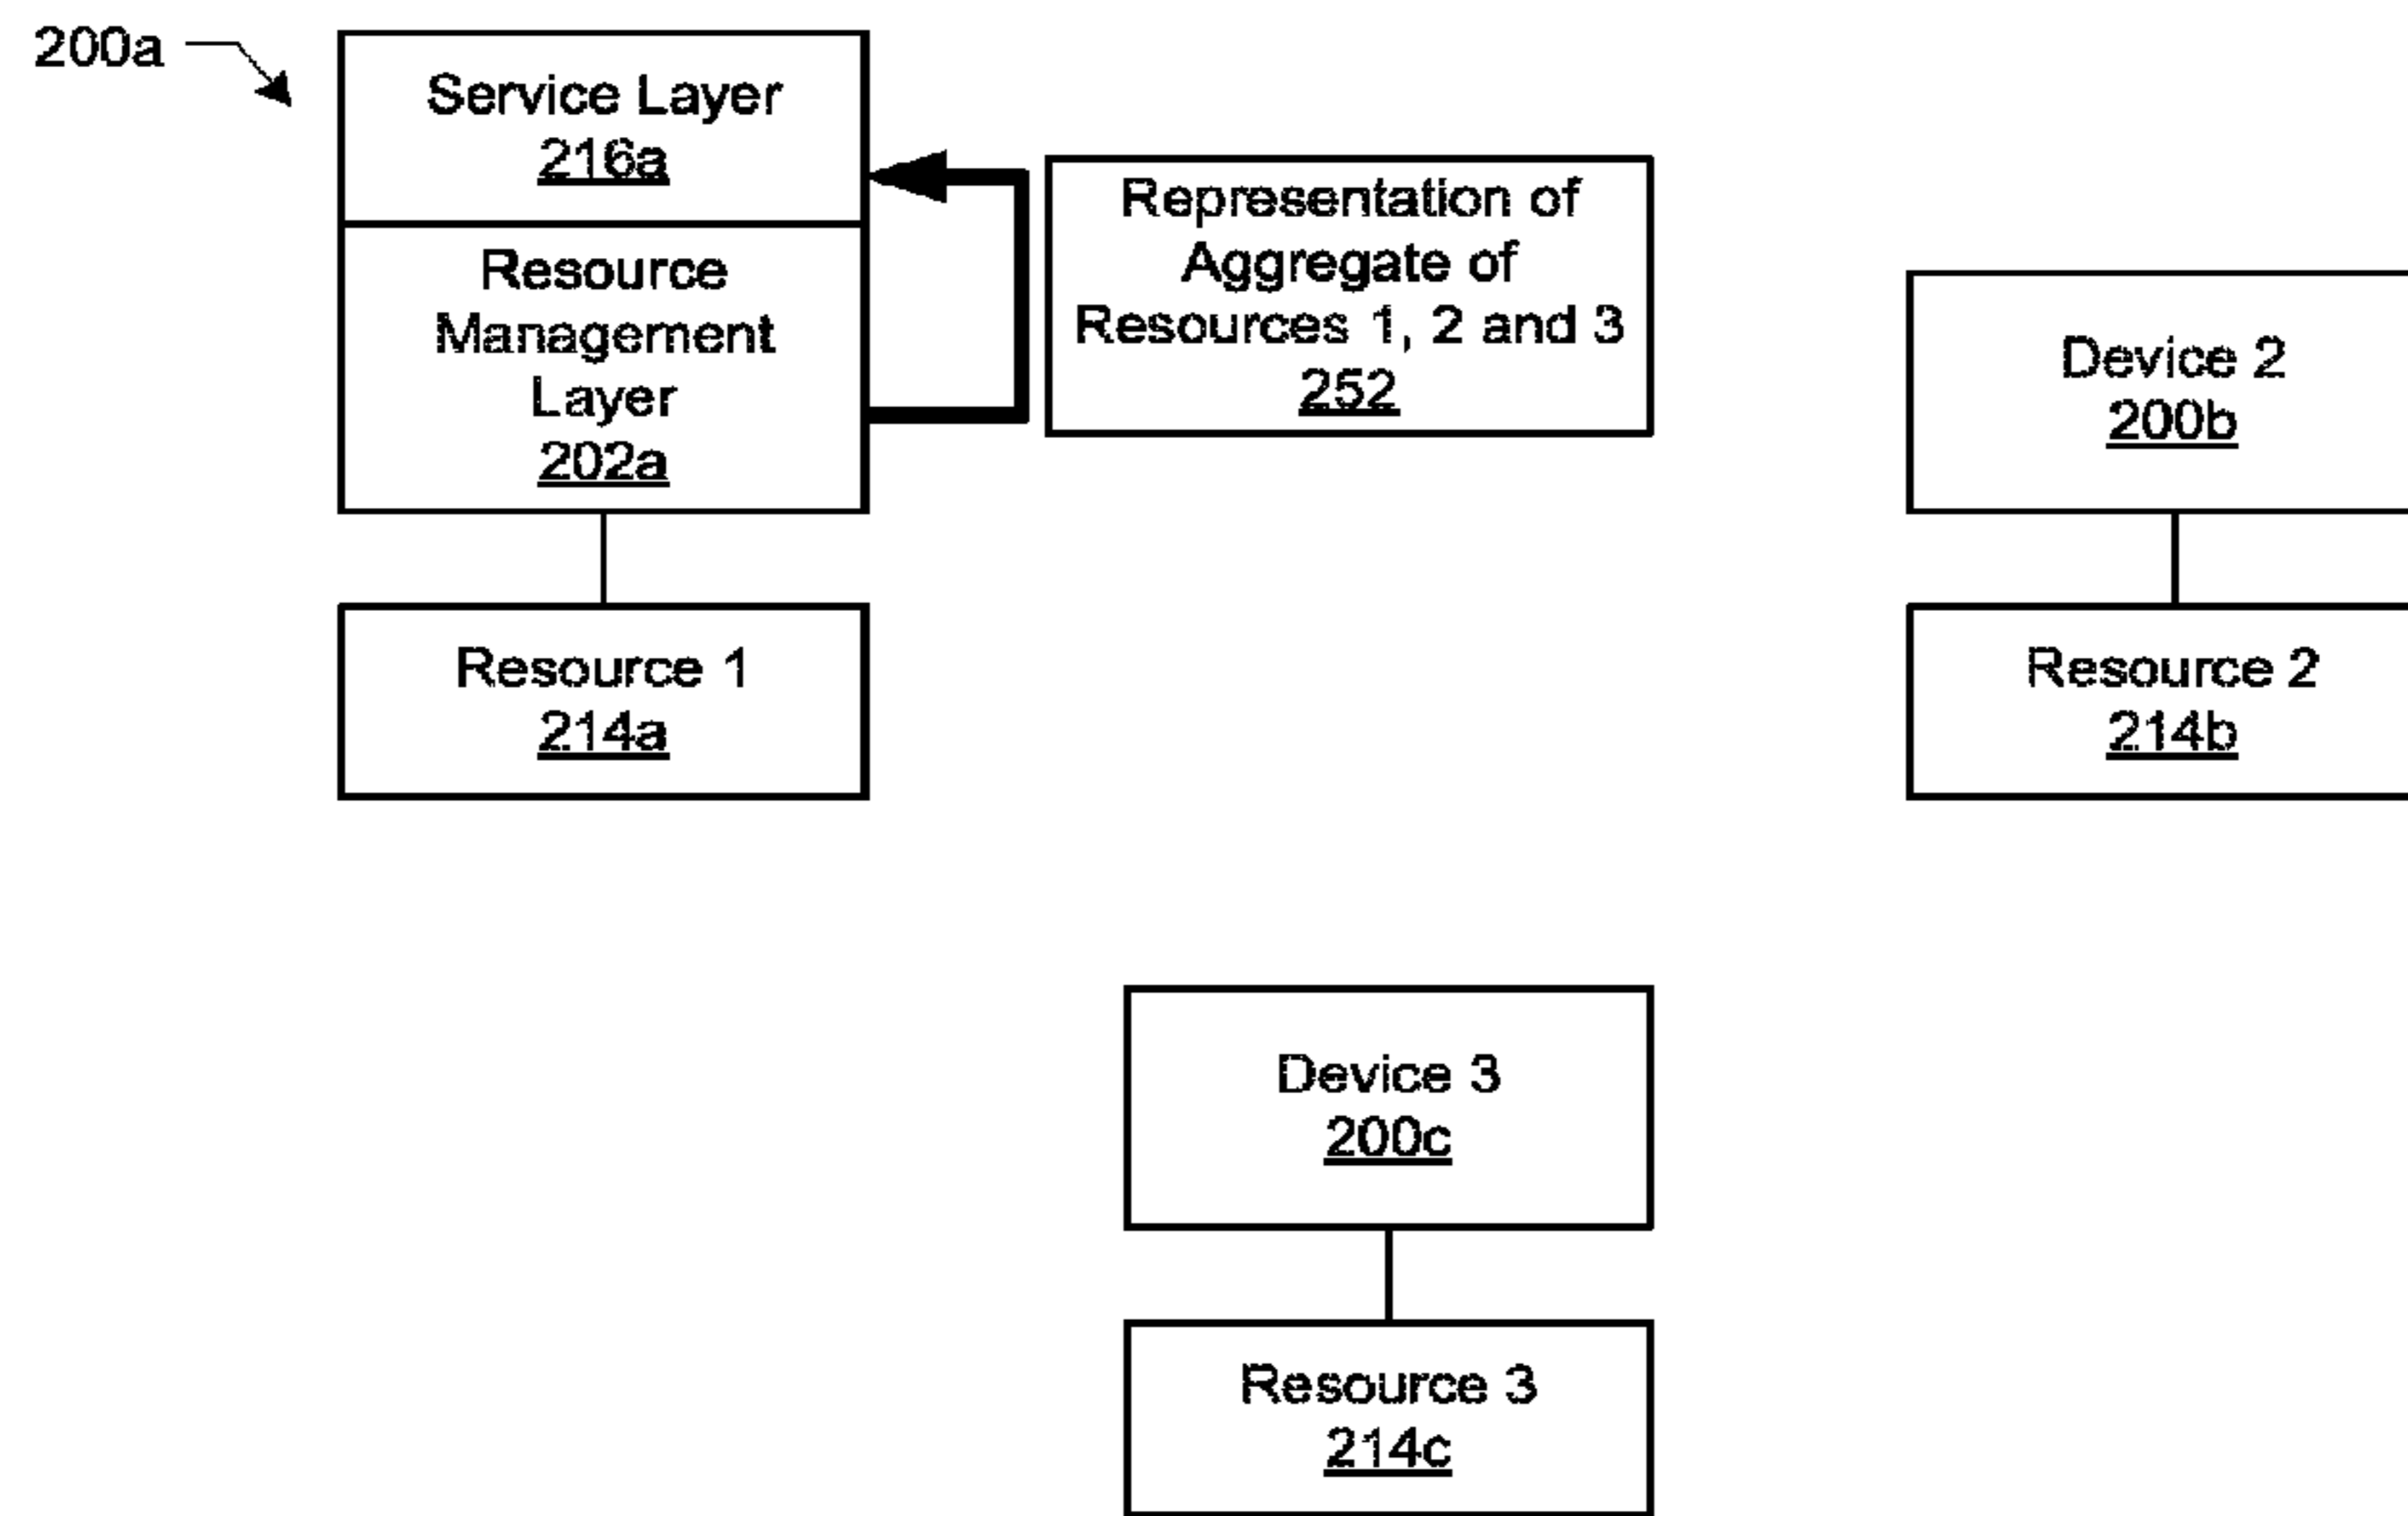 200a
Service Layer
216a
Resource
Management
Layer
202a
Representation of
Aggregate of
Resources 1, 2 and 3
252
Resource 1
214a
Device 2
200b
Resource 2
214b
Device 3
200c
Resource 3
214c